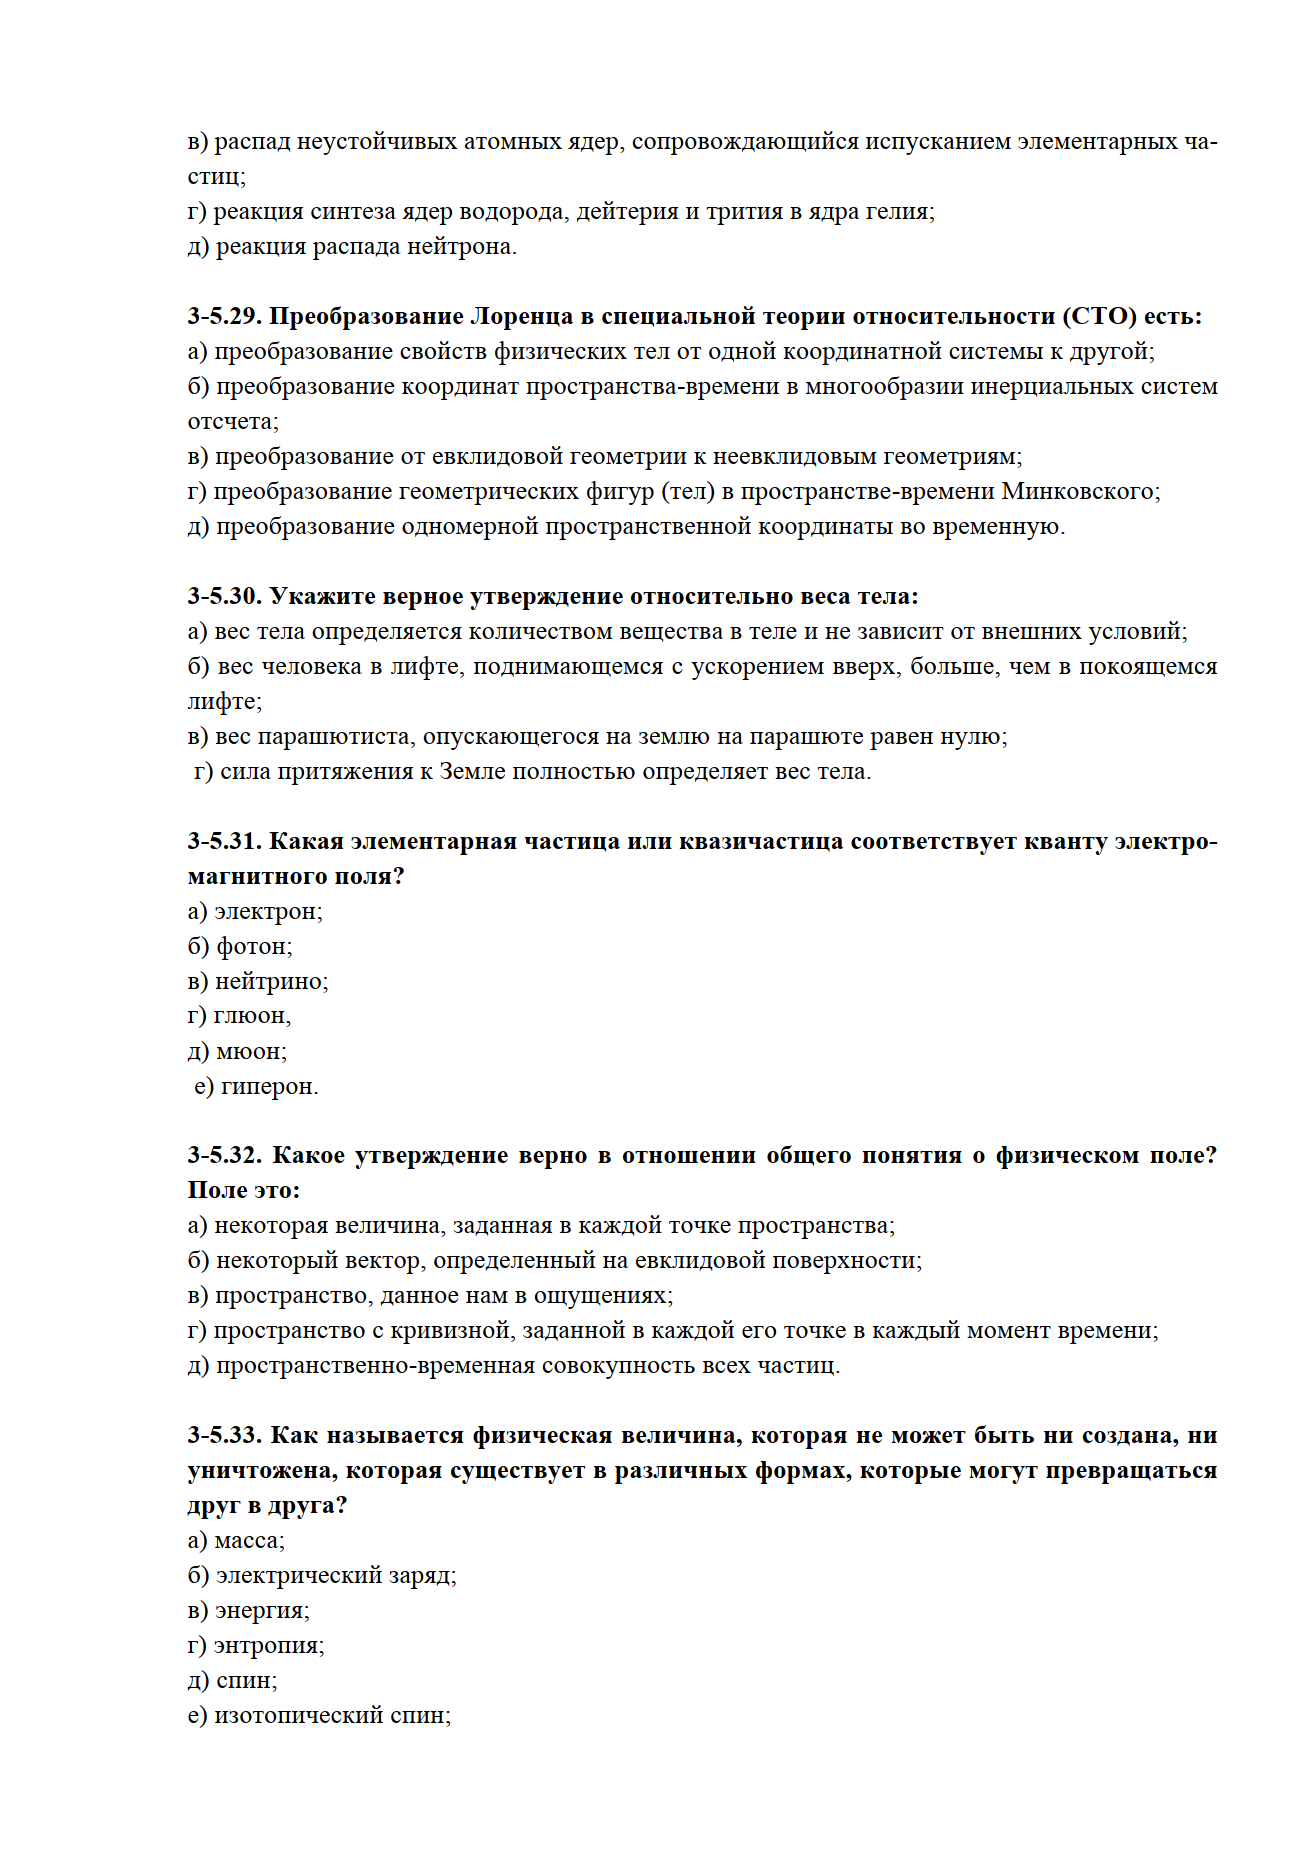 в) распад неустойчивых атомных ядер, сопровождающийся испусканием элементарных ча-
стиц;
г) реакция синтеза ядер водорода, дейтерия и трития в ядра гелия;
д) реакция распада нейтрона.
3-5.29. Преобразование Лоренца в специальной теории относительности (СТО) есть:
а) преобразование свойств физических тел от одной координатной системы к другой;
б) преобразование координат пространства-времени в многообразии инерциальных систем
отсчета;
в) преобразование от евклидовой геометрии к неевклидовым геометриям;
г) преобразование геометрических фигур (тел) в пространстве-времени Минковского;
д) преобразование одномерной пространственной координаты во временную.
3-5.30. Укажите верное утверждение относительно веса тела:
а) вес тела определяется количеством вещества в теле и не зависит от внешних условий;
б) вес человека в лифте, поднимающемся с ускорением вверх, больше, чем в покоящемся
лифте;
в) вес парашютиста, опускающегося на землю на парашюте равен нулю;
г) сила притяжения к Земле полностью определяет вес тела.
3-5.31. Какая элементарная частица или квазичастица соответствует кванту электро-
магнитного поля?
а) электрон;
б) фотон;
в) нейтрино;
г) глюон,
д) мюон;
е) гиперон.
3-5.32. Какое утверждение верно в отношении общего понятия о физическом поле?
Поле это:
а) некоторая величина, заданная в каждой точке пространства;
б) некоторый вектор, определенный на евклидовой поверхности;
в) пространство, данное нам в ощущениях;
г) пространство с кривизной, заданной в каждой его точке в каждый момент времени;
д) пространственно-временная совокупность всех частиц.
3-5.33. Как называется физическая величина, которая не может быть ни создана, ни
уничтожена, которая существует в различных формах, которые могут превращаться
друг в друга?
а) масса;
б) электрический заряд;
в) энергия;
г) энтропия;
д) спин;
е) изотопический спин;